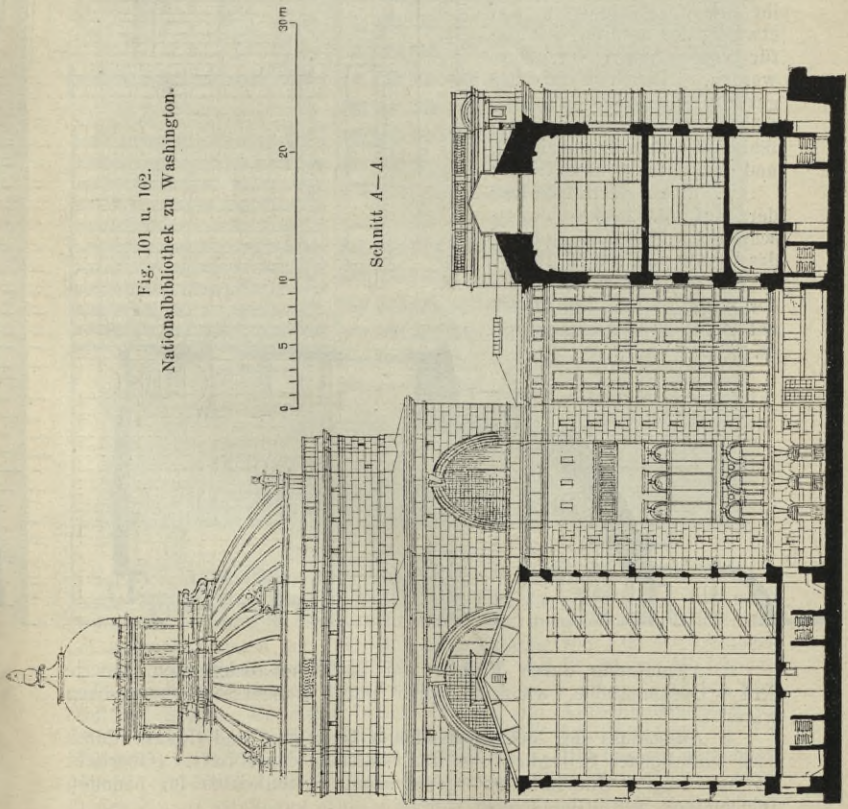 Fig. 101 u. 102.
Nationalbibliothek zu Washington.
0 5 10 20 30 m
Schnitt A—A.